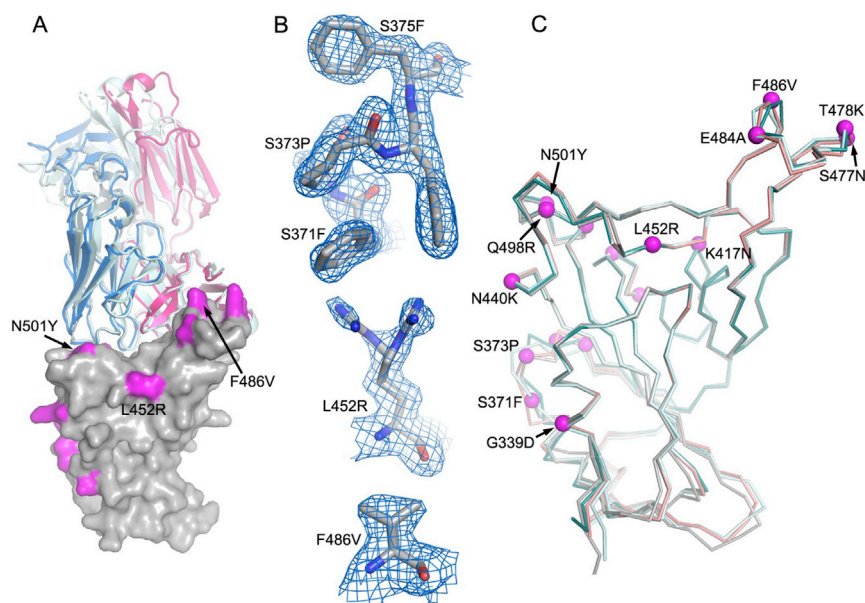 A
N501Y
L452R
F486V
B
S375F
S373P
S371F
L452R
F486V
C
F486V
T478K
E484A
S477N
N501Y
Q498R
L452R
K417N
N440K
S373P
S371F
G339D